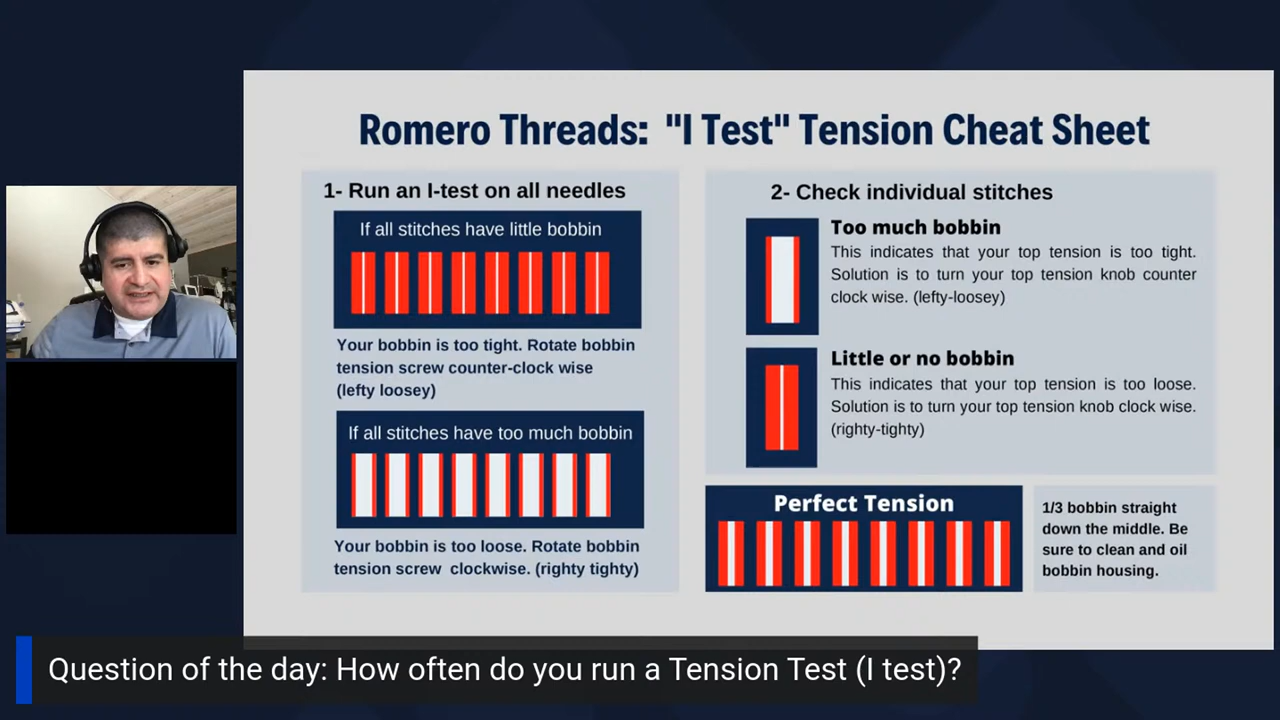 Romero Threads: "I Test" Tension Cheat Sheet
1- Run an I-test on all needles
If all stitches have little bobbin
Your bobbin is too tight. Rotate bobbin
tension screw counter-clock wise
(lefty loosey)
If all stitches have too much bobbin
Your bobbin is too loose. Rotate bobbin
tension screw clockwise. (righty tighty)
2- Check individual stitches
Too much bobbin
This indicates that your top tension is too tight.
Solution is to turn your top tension knob counter
clock wise. (lefty-loosey)
Little or no bobbin
This indicates that your top tension is too loose.
Solution is to turn your top tension knob clock wise.
(righty-tighty)
Perfect Tension
1/3 bobbin straight
down the middle. Be
sure to clean and oil
bobbin housing.
Question of the day: How often do you run a Tension Test (I test)?